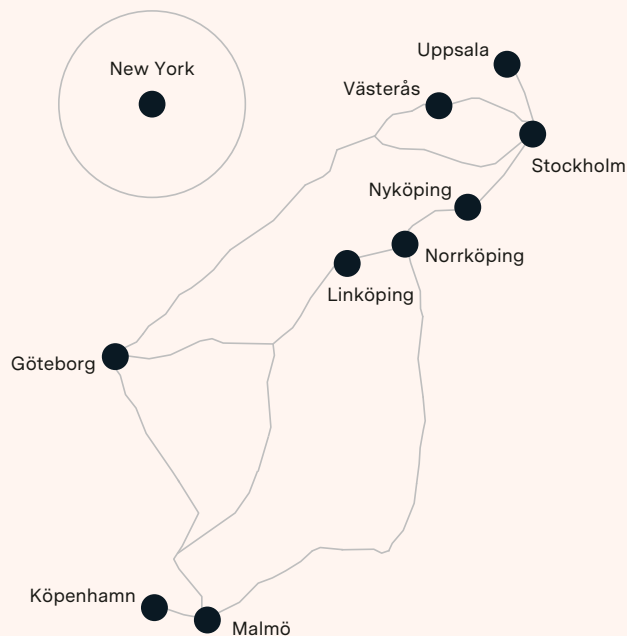 Uppsala
New York
Västerås
Stockholm
Nyköping
Norrköping
Linköping
Göteborg
Köpenhamn
Malmö